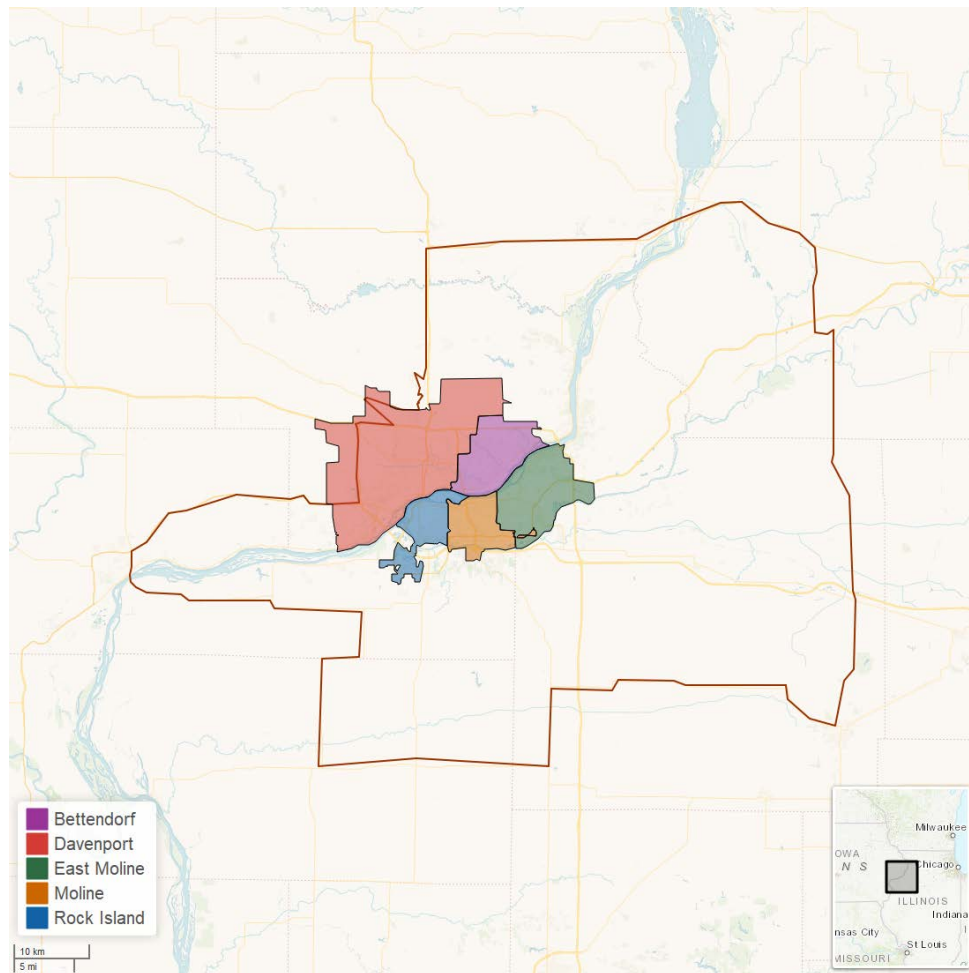 K
Bettendorf
Davenport
East Moline
Moline
Rock Island
10 km
5 mi
Milwaukee
OWA
Chicago
N S
ILLINOIS
Indiana
nsas City
St Louis
MISSOURI